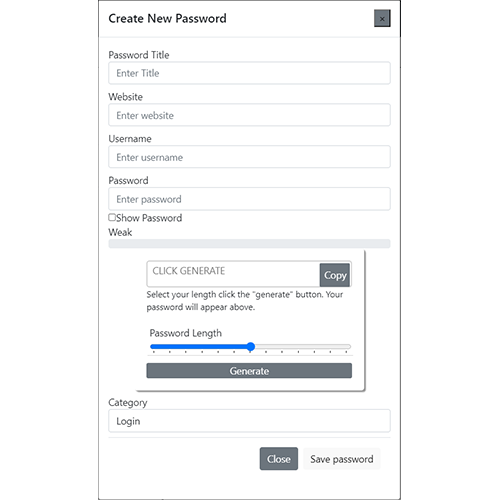 Create New Password
×
Password Title
Enter Title
Website
Enter website
Username
Enter username
Password
Enter password
Show Password
Weak
CLICK GENERATE
Copy
Select your length click the "generate" button. Your
password will appear above.
Password Length
Generate
Category
Login
Close
Save password